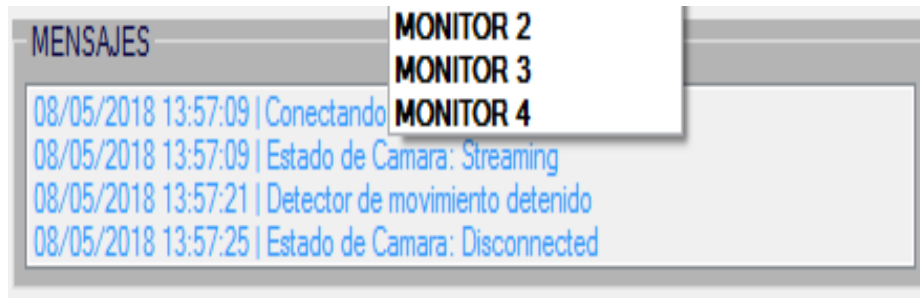 MONITOR 2
MENSAJES
MONITOR 3
MONITOR 4
08/05/2018 13:57:09 | Conectando
08/05/2018 13:57:09 | Estado de Camara: Streaming
08/05/2018 13:57:21 | Detector de movimiento detenido
08/05/2018 13:57:25 | Estado de Camara: Disconnected